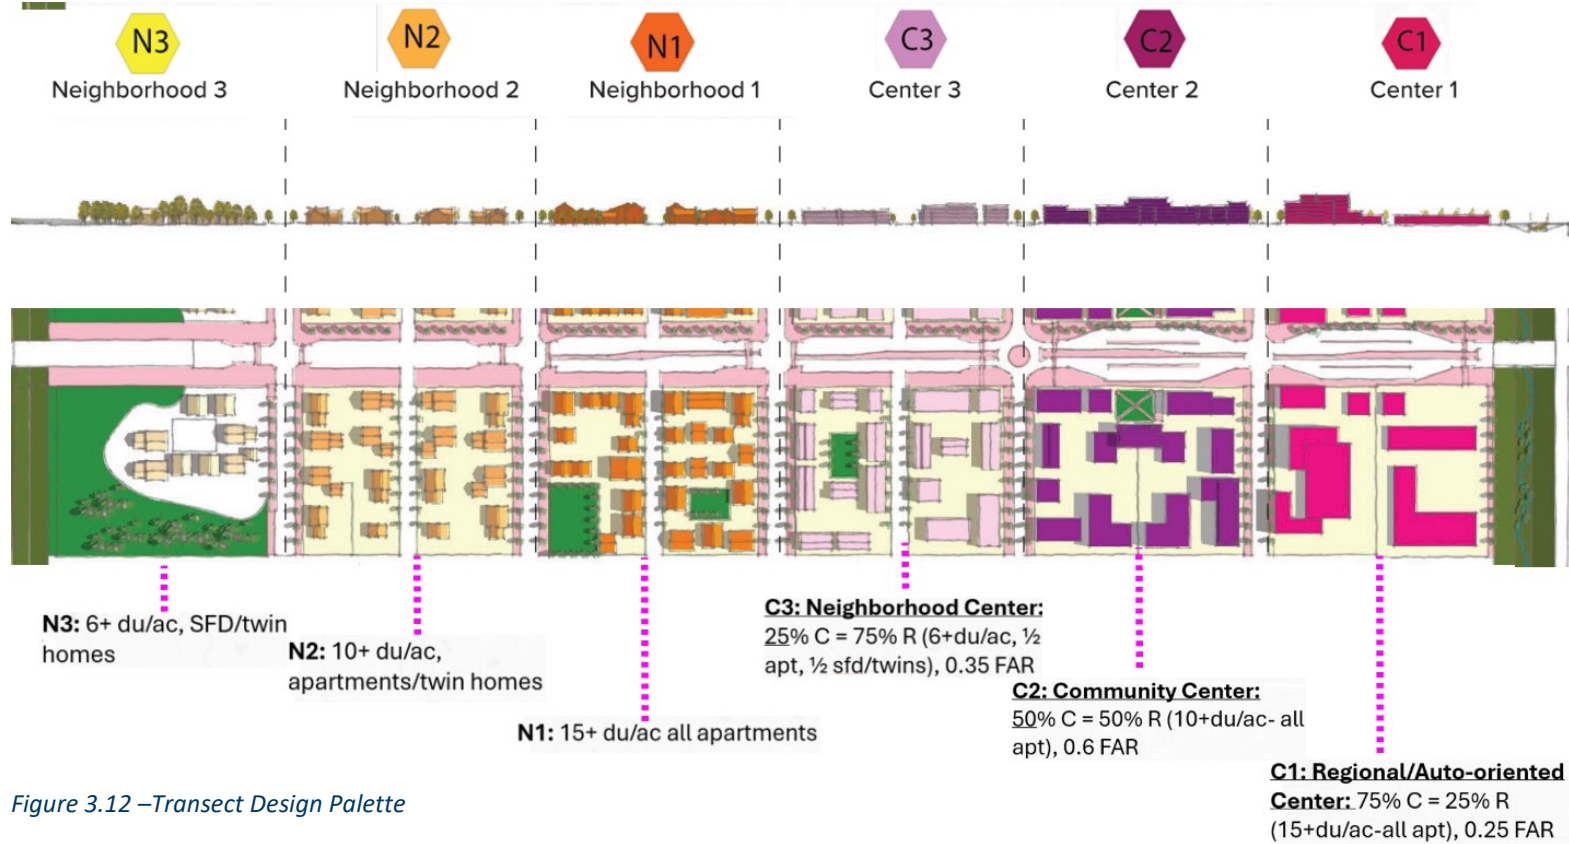 N3
N2
N1
C3
C2
C1
Neighborhood 3
Neighborhood 2
Neighborhood 1
Center 3
Center 2
Center 1
N3: 6+ du/ac, SFD/twin
homes
N2: 10+ du/ac,
apartments/twin homes
N1: 15+ du/ac all apartments
C3: Neighborhood Center:
25% C = 75% R (6+du/ac, ½
apt, ½ sfd/twins), 0.35 FAR
C2: Community Center:
50% C = 50% R (10+du/ac- all
apt), 0.6 FAR
C1: Regional/Auto-oriented
Center: 75% C = 25% R
(15+du/ac-all apt), 0.25 FAR
Figure 3.12 –Transect Design Palette